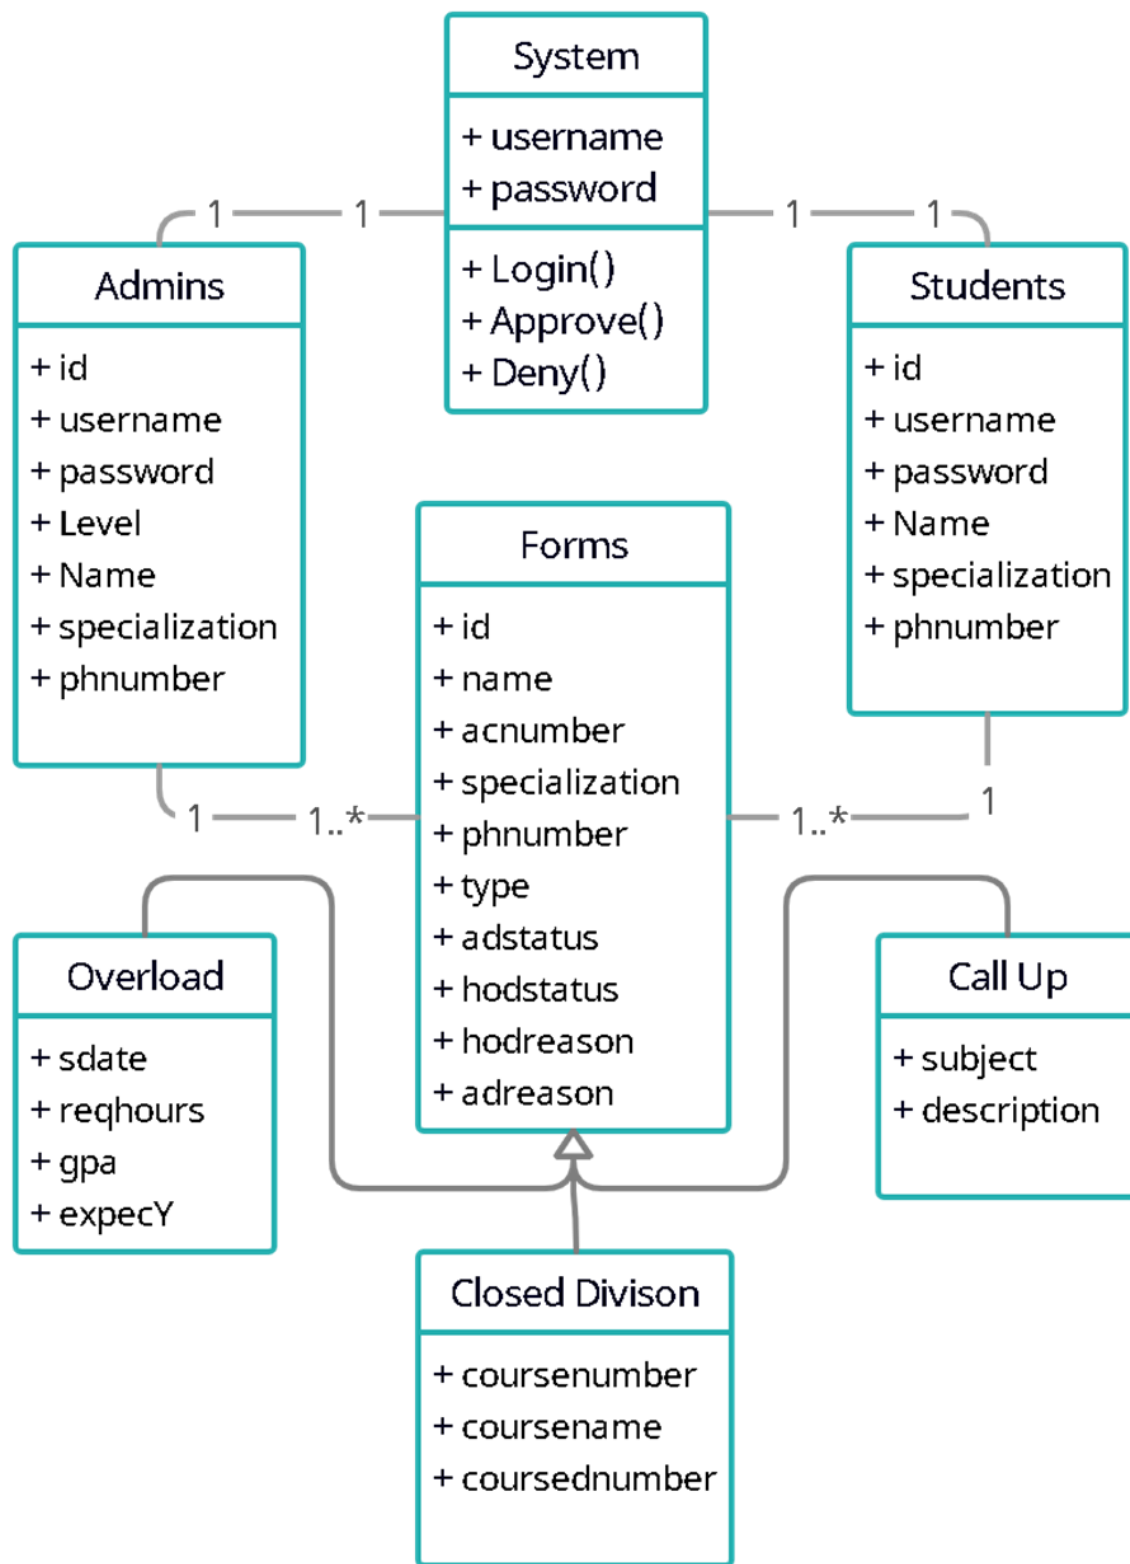 System
+ username
+ password
+ Login()
+ Approve()
+ Deny()
1
1
1
1
Admins
+ id
+ username
+ password
+ Level
+ Name
+ specialization
+ phnumber
Students
+ id
+ username
+ password
+ Name
+ specialization
+ phnumber
Forms
+ id
+ name
+ acnumber
+ specialization
+ phnumber
+ type
+ adstatus
+ hodstatus
+ hodreason
+ adreason
1
1..*
1..*
1
Overload
+ sdate
+ reqhours
+ gpa
+ expecY
Call Up
+ subject
+ description
Closed Divison
+ coursenumber
+ coursename
+ coursednumber